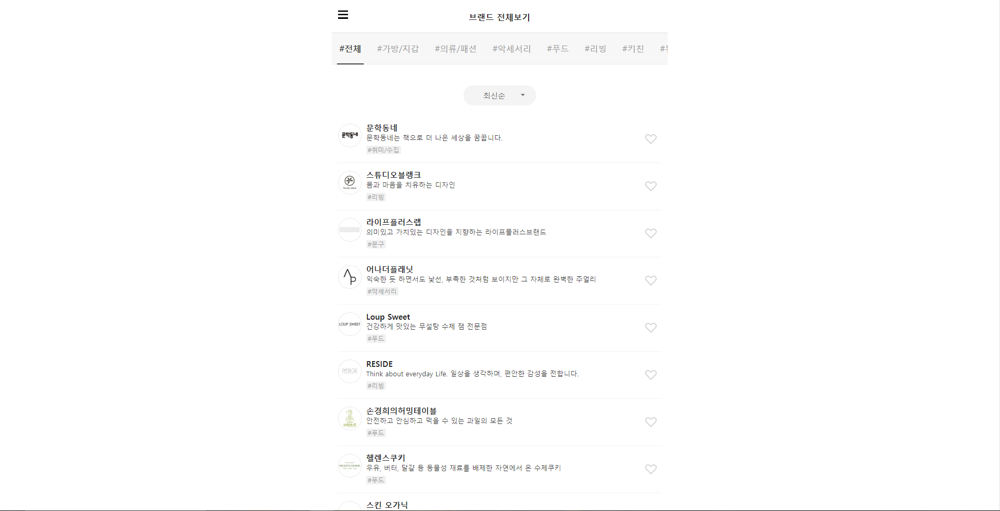 브랜드 전체보기
#전체 #가방/지갑 #의류/패션 #악세서리 #푸드 #리빙 #키친
최신순
문학동네
문학동네
문학동네는 책으로 더 나은 세상을 꿈꿉니다.
#취미/수집
Studio blank
스튜디오블랭크
몸과 마음을 치유하는 디자인
#리빙
라이프플러스랩
의미있고 가치있는 디자인을 지향하는 라이프플러스브랜드
#문구
AP
어나더플래닛
익숙한 듯 하면서도 낯선, 부족한 것처럼 보이지만 그 자체로 완벽한 주얼리
#악세서리
LOUP SWEET
Loup Sweet
건강하게 맛있는 무설탕 수제 잼 전문점
#푸드
RESIDE
RESIDE
Think about everyday Life. 일상을 생각하며, 편안한 감성을 전합니다.
#리빙
손경희의허밍테이블
안전하고 안심하고 먹을 수 있는 과일의 모든 것
#푸드
HELEN'S COOKIE
헬렌스쿠키
우유, 버터, 달걀 등 동물성 재료를 배제한 자연에서 온 수제쿠키
#푸드
스킨 오가닉